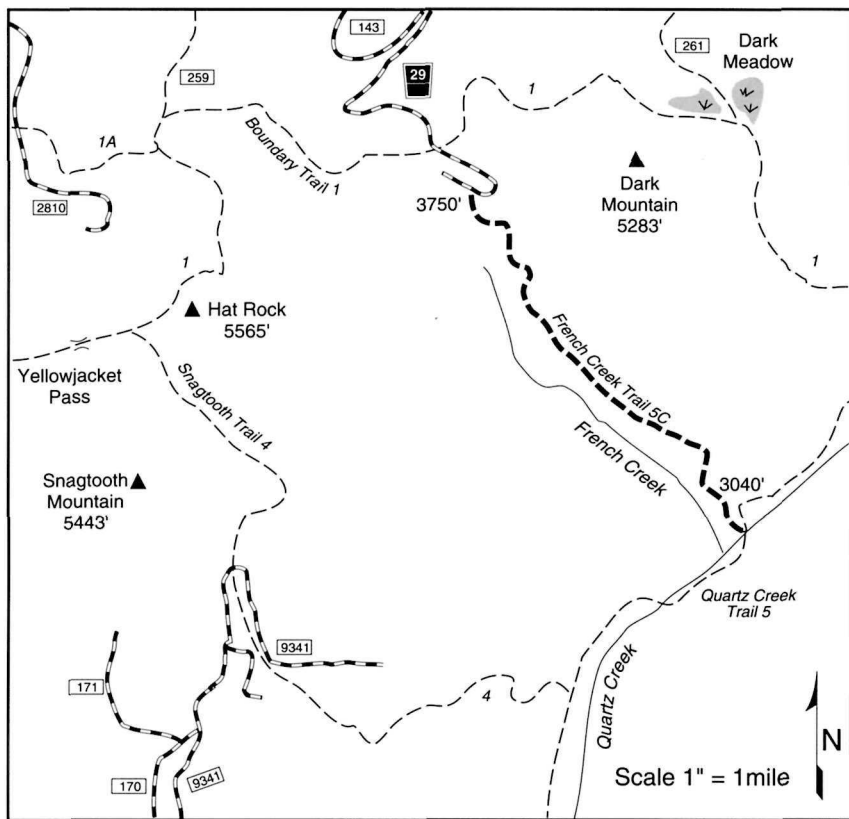 143
261
Dark
Meadow
29
259
1
1A
Boundary Trail 1
Dark
Mountain
5283'
3750'
2810
1
1
Hat Rock
5565'
French Creek Trail 5C
Yellowjacket
Pass
Snagtooth Trail 4
French Creek
Snagtooth
Mountain
5443'
3040'
Quartz Creek
Trail 5
9341
171
4
Quartz Creek
N
170
9341
Scale 1" = 1mile